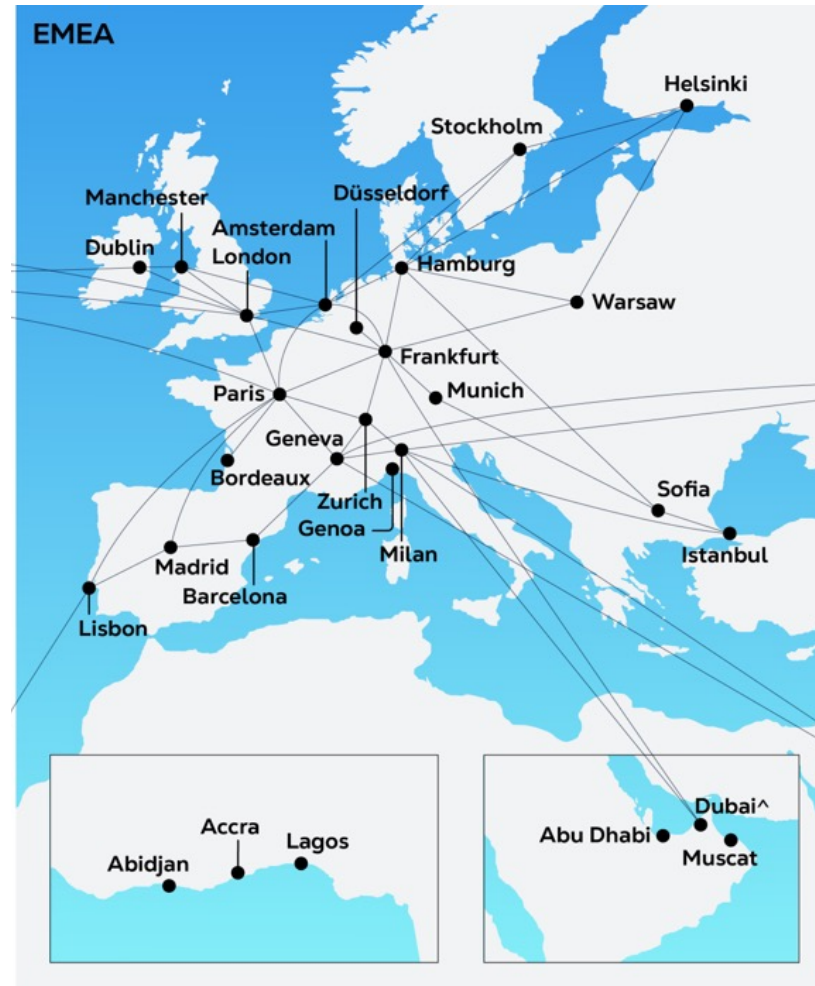 EMEA
Helsinki
Stockholm
Düsseldorf
Manchester
Amsterdam
Dublin
London
Hamburg
Warsaw
Frankfurt
Paris
Munich
Geneva
Bordeaux
Zurich
Sofia
Genoa
Milan
Istanbul
Madrid
Barcelona
Lisbon
Accra
Lagos
Abidjan
Dubai^
Abu Dhabi
Muscat